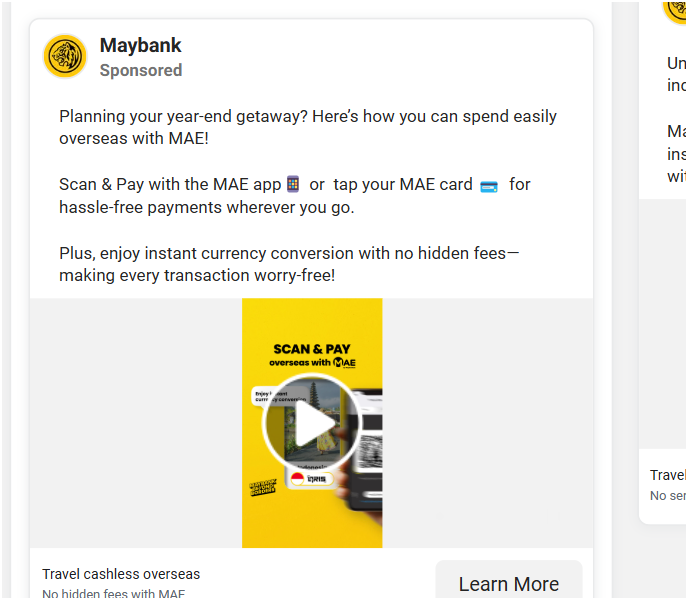 Maybank
Sponsored
Planning your year-end getaway? Here's how you can spend easily
overseas with MAE!
Scan & Pay with the MAE app 📱 or tap your MAE card 💳 for
hassle-free payments wherever you go.
Plus, enjoy instant currency conversion with no hidden fees—
making every transaction worry-free!
SCAN & PAY
overseas with MAE
Enjoy instant
currency conversion
Indonesia
QRIS
Travel cashless overseas
No hidden fees with MAE
Learn More
Un
inc
Ma
ins
wit
Travel
No ser